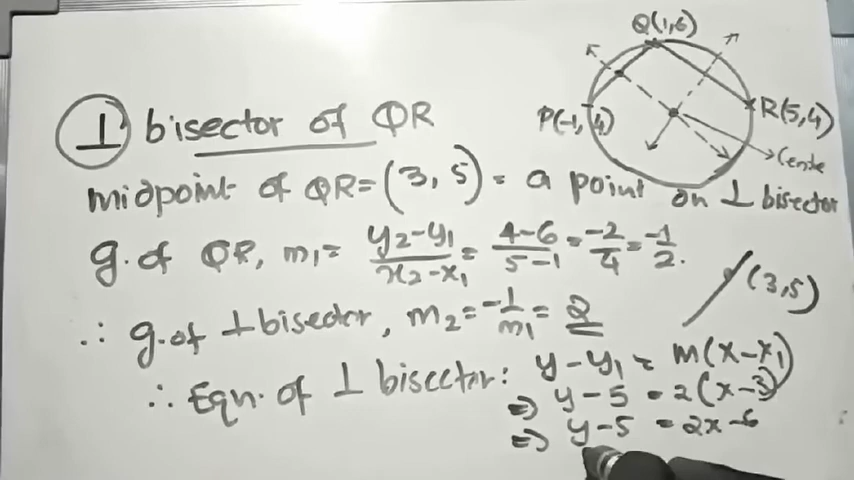 Q(1,6)
P(-1,4)
R(5,4)
Cente
⊥ bisector of QR
midpoint of QR = (3, 5) = a point on ⊥ bisector
g. of QR, m₁ = y₂-y₁/x₂-x₁ = 4-6/5-1 = -2/4 = -1/2.
(3,5)
∴ g. of ⊥ bisector, m₂ = -1/m₁ = 2
∴ Eqn. of ⊥ bisector: y-y₁ = m(x-x₁)
⇒ y-5 = 2(x-3)
⇒ y-5 = 2x-6